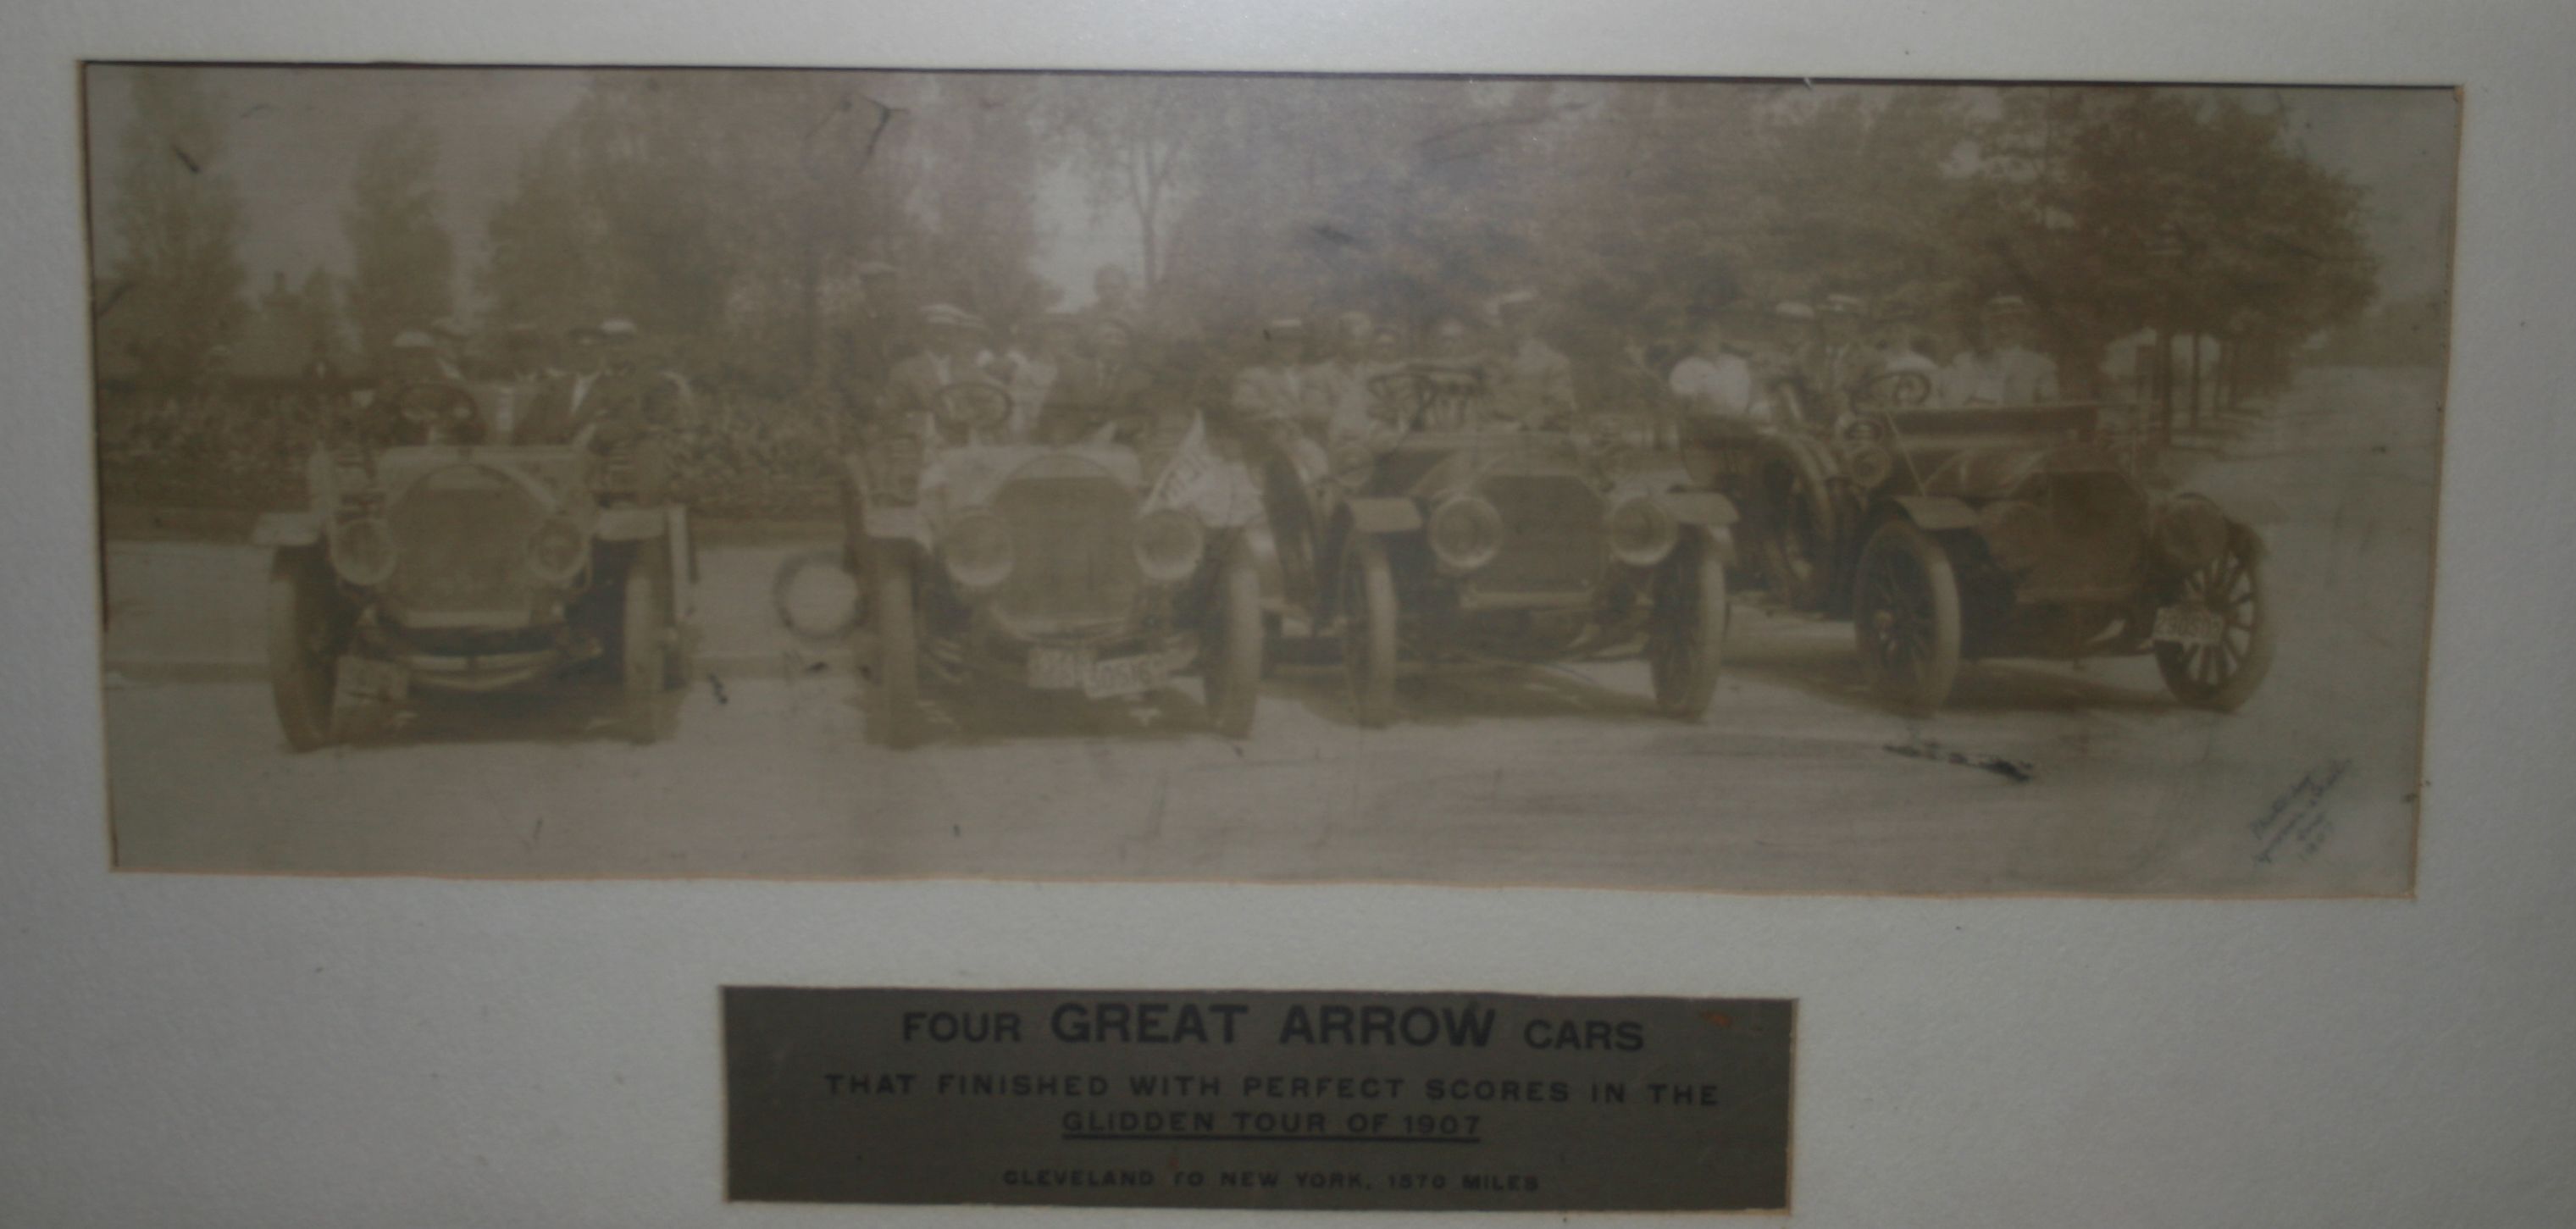 FOUR GREAT ARROW CARS
THAT FINISHED WITH PERFECT SCORES IN THE
GLIDDEN TOUR OF 1907
CLEVELAND TO NEW YORK, 1570 MILES